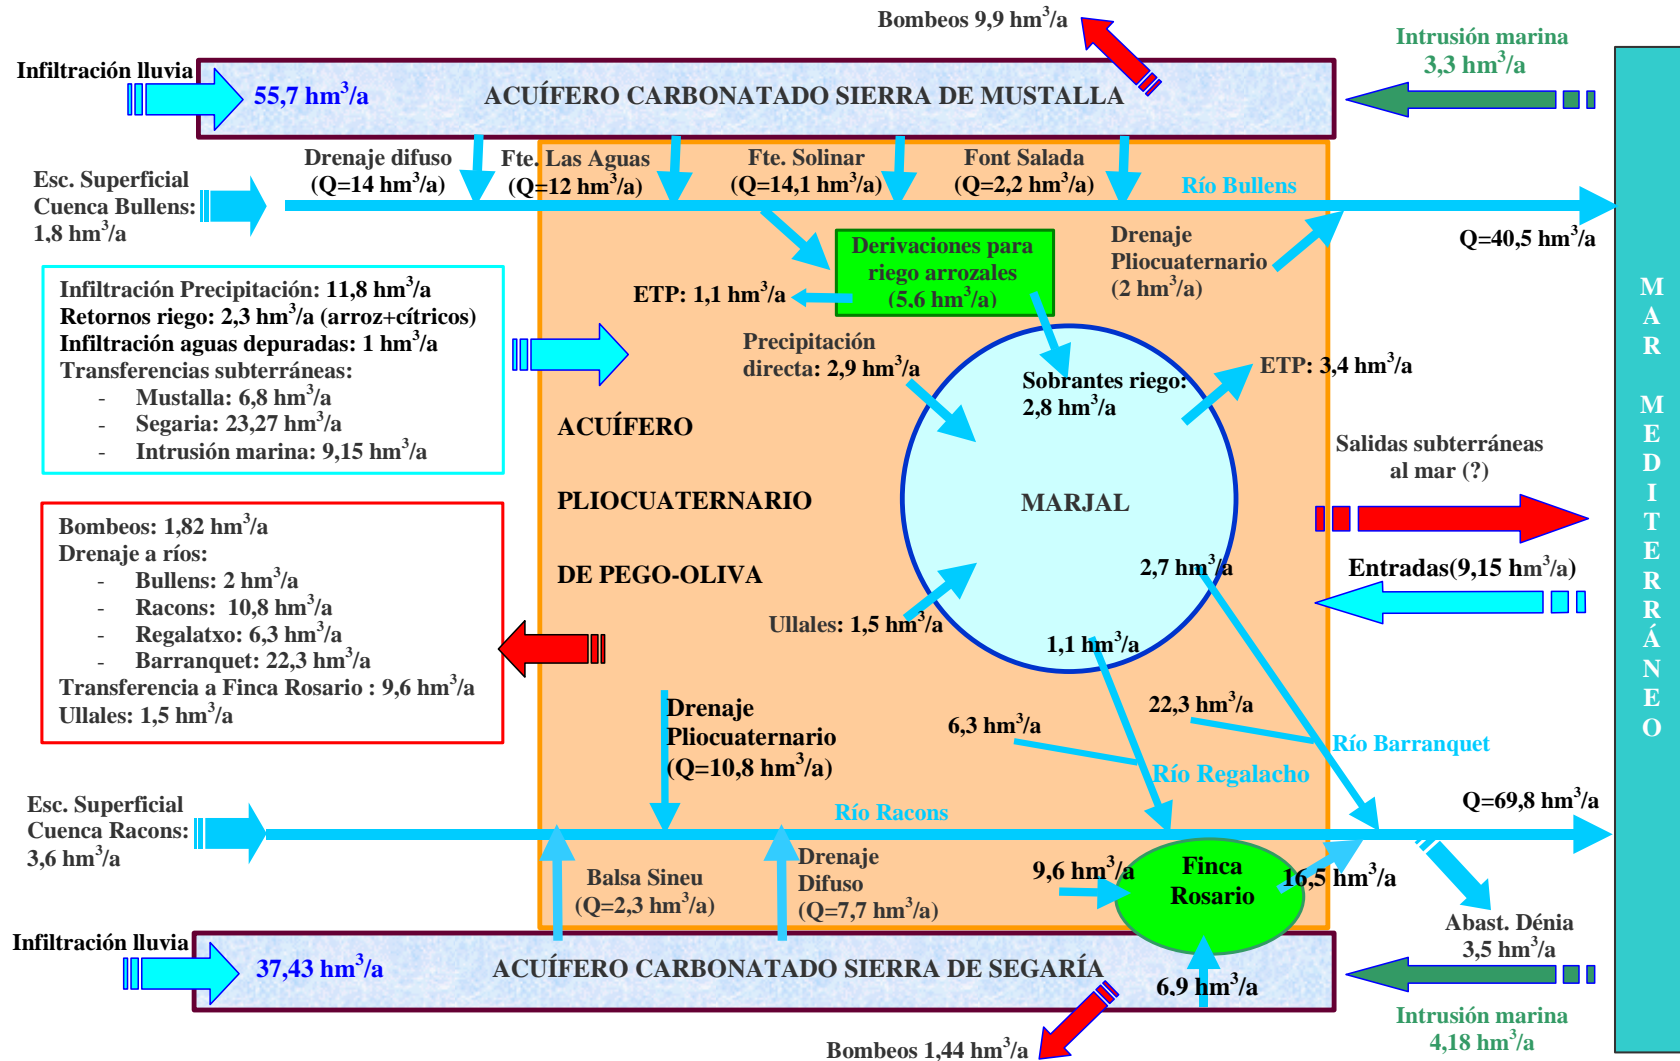 Bombeos 9,9 hm³/a
Intrusión marina
3,3 hm³/a
Infiltración lluvia
55,7 hm³/a
ACUÍFERO CARBONATADO SIERRA DE MUSTALLA
Drenaje difuso
(Q=14 hm³/a)
Fte. Las Aguas
(Q=12 hm³/a)
Fte. Solinar
(Q=14,1 hm³/a)
Font Salada
(Q=2,2 hm³/a)
Río Bullens
Esc. Superficial
Cuenca Bullens:
1,8 hm³/a
Q=40,5 hm³/a
Derivaciones para
riego arrozales
(5,6 hm³/a)
Drenaje
Pliocuaternario
(2 hm³/a)
ETP: 1,1 hm³/a
Infiltración Precipitación: 11,8 hm³/a
Retornos riego: 2,3 hm³/a (arroz+cítricos)
Infiltración aguas depuradas: 1 hm³/a
Transferencias subterráneas:
- Mustalla: 6,8 hm³/a
- Segaria: 23,27 hm³/a
- Intrusión marina: 9,15 hm³/a
Precipitación
directa: 2,9 hm³/a
Sobrantes riego:
2,8 hm³/a
ETP: 3,4 hm³/a
ACUÍFERO
PLIOCUATERNARIO
DE PEGO-OLIVA
MARJAL
Salidas subterráneas
al mar (?)
Entradas(9,15 hm³/a)
MAR MEDITERRÁNEO
Bombeos: 1,82 hm³/a
Drenaje a ríos:
- Bullens: 2 hm³/a
- Racons: 10,8 hm³/a
- Regalatxo: 6,3 hm³/a
- Barranquet: 22,3 hm³/a
Transferencia a Finca Rosario : 9,6 hm³/a
Ullales: 1,5 hm³/a
Ullales: 1,5 hm³/a
2,7 hm³/a
1,1 hm³/a
Drenaje
Pliocuaternario
(Q=10,8 hm³/a)
6,3 hm³/a
22,3 hm³/a
Río Barranquet
Río Regalacho
Esc. Superficial
Cuenca Racons:
3,6 hm³/a
Río Racons
Q=69,8 hm³/a
Balsa Sineu
(Q=2,3 hm³/a)
Drenaje
Difuso
(Q=7,7 hm³/a)
9,6 hm³/a
Finca
Rosario
16,5 hm³/a
Abast. Dénia
3,5 hm³/a
Infiltración lluvia
37,43 hm³/a
ACUÍFERO CARBONATADO SIERRA DE SEGARÍA
6,9 hm³/a
Intrusión marina
4,18 hm³/a
Bombeos 1,44 hm³/a